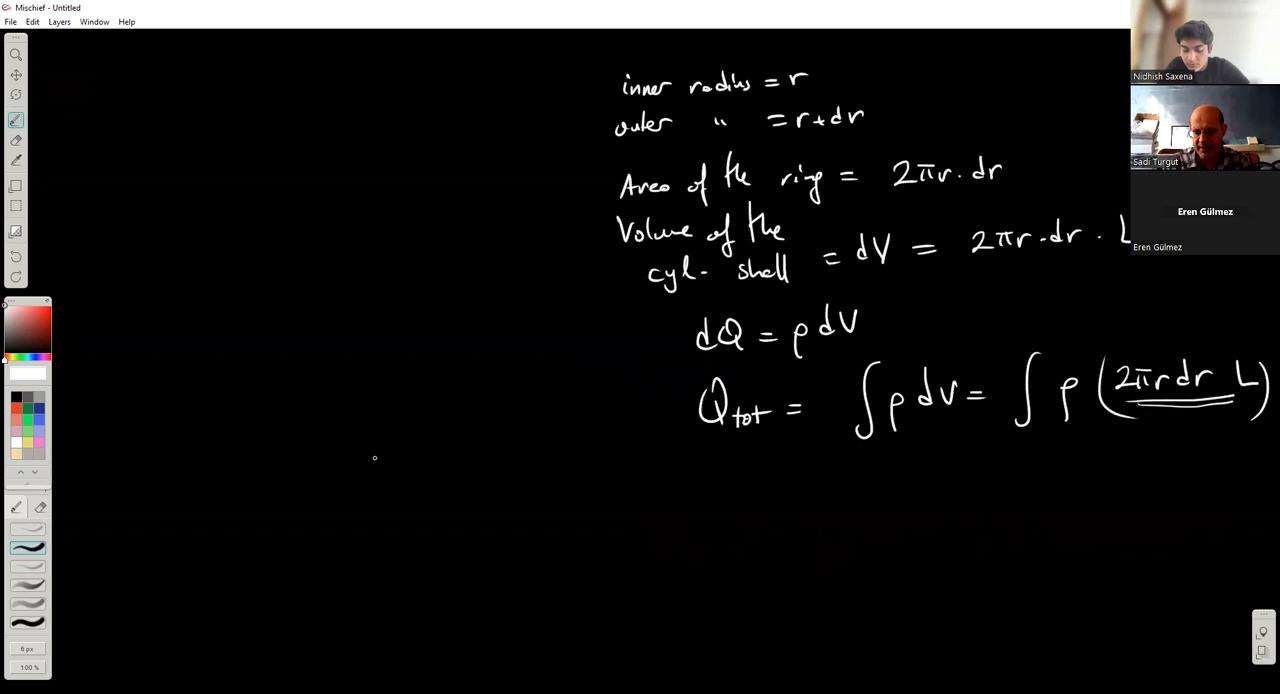 Mischief - Untitled
File Edit Layers Window Help
inner radius = r
outer " = r+dr
Area of the ring = 2πr · dr
Volume of the
cyl. shell = dV = 2πr · dr · L
dQ = ρ dV
Q_tot = ∫ρ dV = ∫ ρ (2πr dr L)
Nidhish Saxena
Sadi Turgut
Eren Gülmez
Eren Gülmez
6 px
100 %